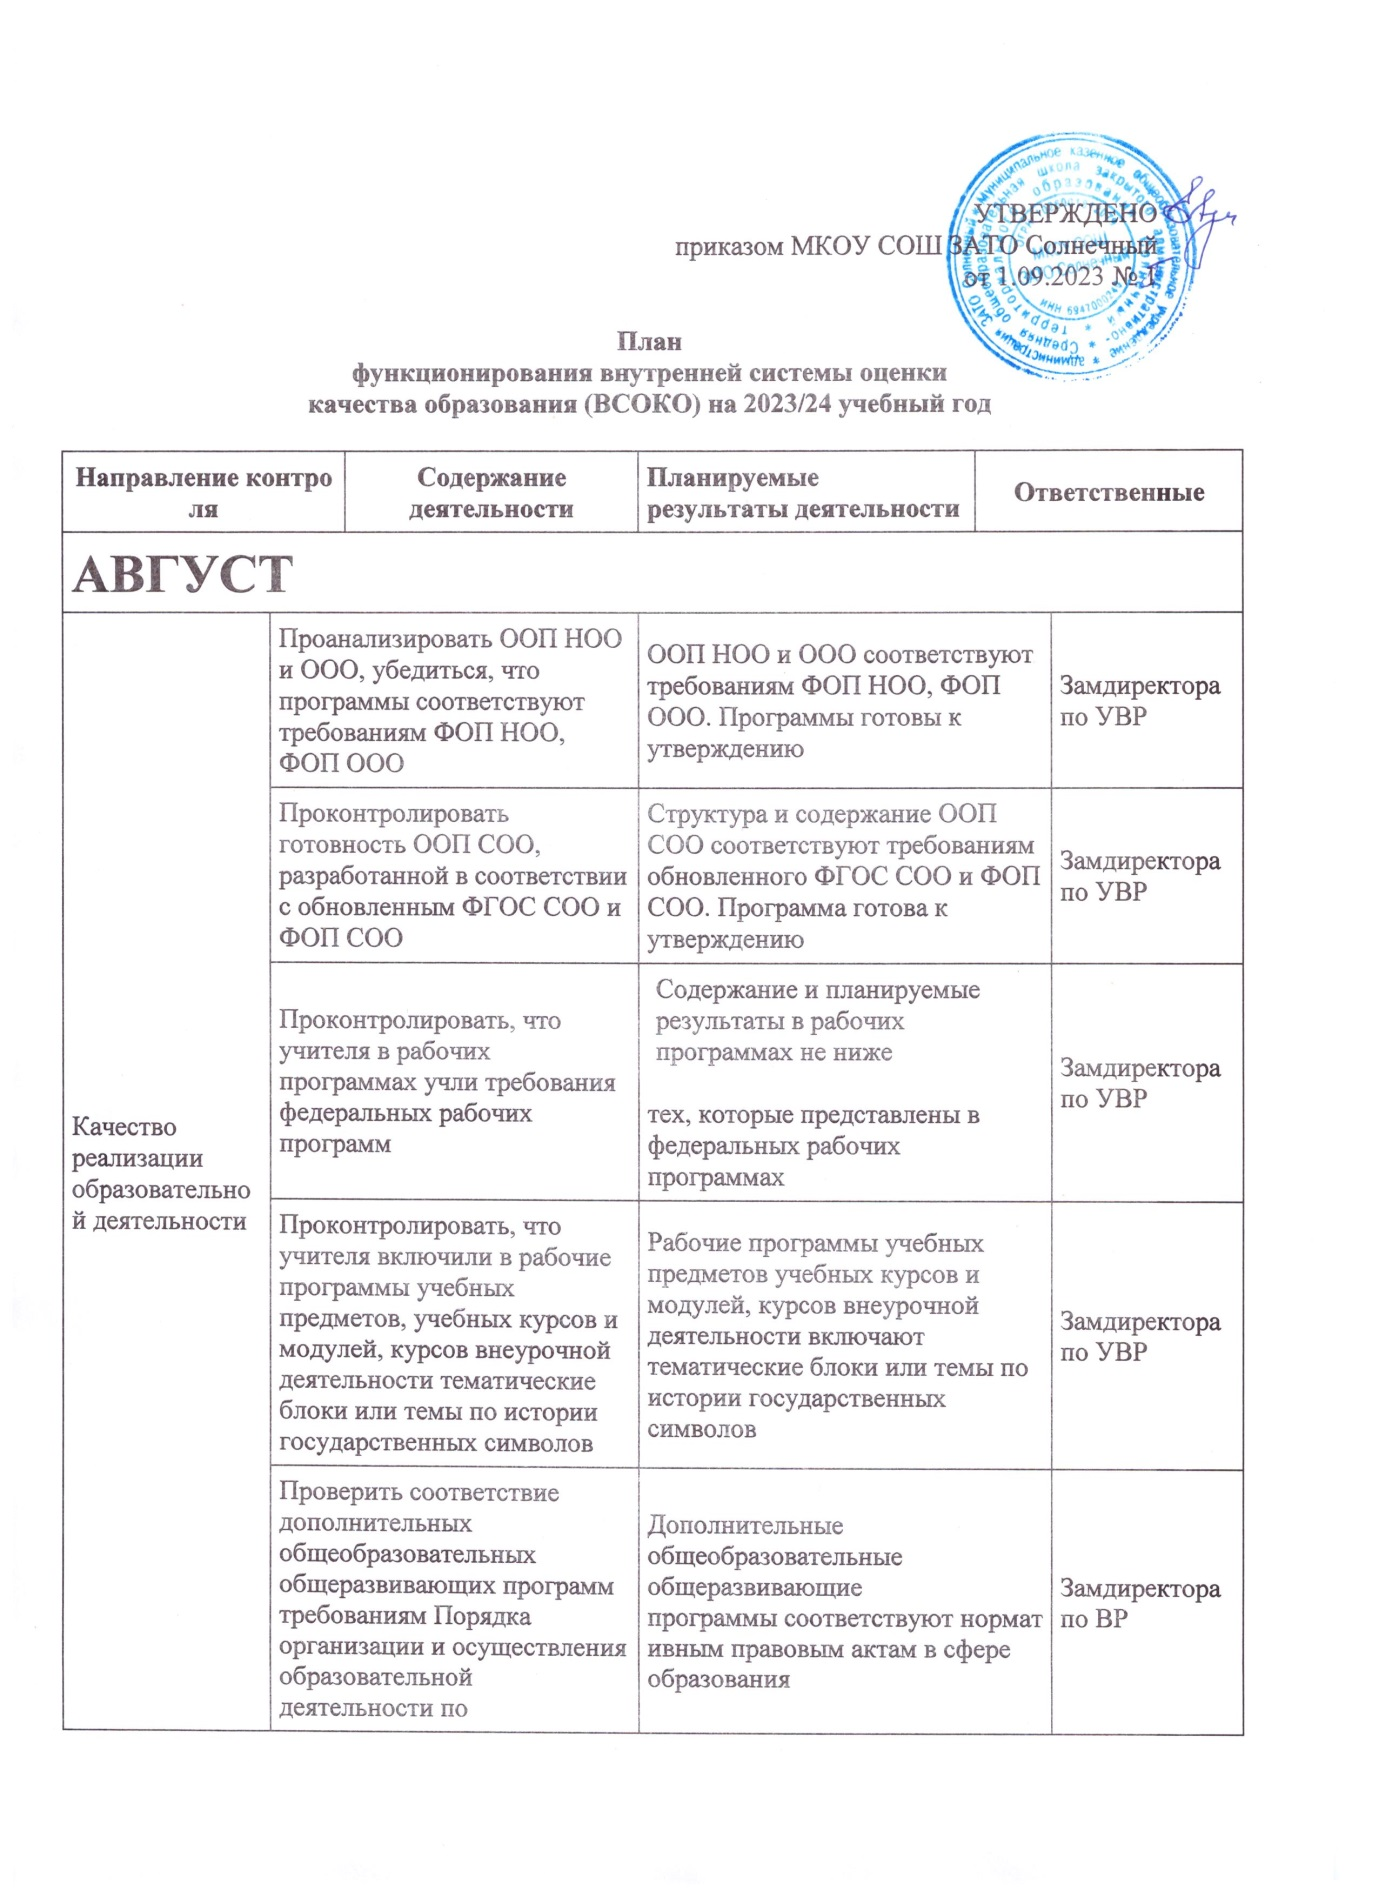 УТВЕРЖДЕНО
приказом МКОУ СОШ ЗАТО Солнечный
от 1.09.2023 № 1
План
функционирования внутренней системы оценки
качества образования (ВСОКО) на 2023/24 учебный год
Направление контро
ля
Содержание
деятельности
Планируемые
результаты деятельности
Ответственные
АВГУСТ
Качество
реализации
образовательно
й деятельности
Проанализировать ООП НОО
и ООО, убедиться, что
программы соответствуют
требованиям ФОП НОО,
ФОП ООО
ООП НОО и ООО соответствуют
требованиям ФОП НОО, ФОП
ООО. Программы готовы к
утверждению
Замдиректора
по УВР
Проконтролировать
готовность ООП СОО,
разработанной в соответствии
с обновленным ФГОС СОО и
ФОП СОО
Структура и содержание ООП
СОО соответствуют требованиям
обновленного ФГОС СОО и ФОП
СОО. Программа готова к
утверждению
Замдиректора
по УВР
Проконтролировать, что
учителя в рабочих
программах учли требования
федеральных рабочих
программ
Содержание и планируемые
результаты в рабочих
программах не ниже
тех, которые представлены в
федеральных рабочих
программах
Замдиректора
по УВР
Проконтролировать, что
учителя включили в рабочие
программы учебных
предметов, учебных курсов и
модулей, курсов внеурочной
деятельности тематические
блоки или темы по истории
государственных символов
Рабочие программы учебных
предметов учебных курсов и
модулей, курсов внеурочной
деятельности включают
тематические блоки или темы по
истории государственных
символов
Замдиректора
по УВР
Проверить соответствие
дополнительных
общеобразовательных
общеразвивающих программ
требованиям Порядка
организации и осуществления
образовательной
деятельности по
Дополнительные
общеобразовательные
общеразвивающие
программы соответствуют нормат
ивным правовым актам в сфере
образования
Замдиректора
по ВР